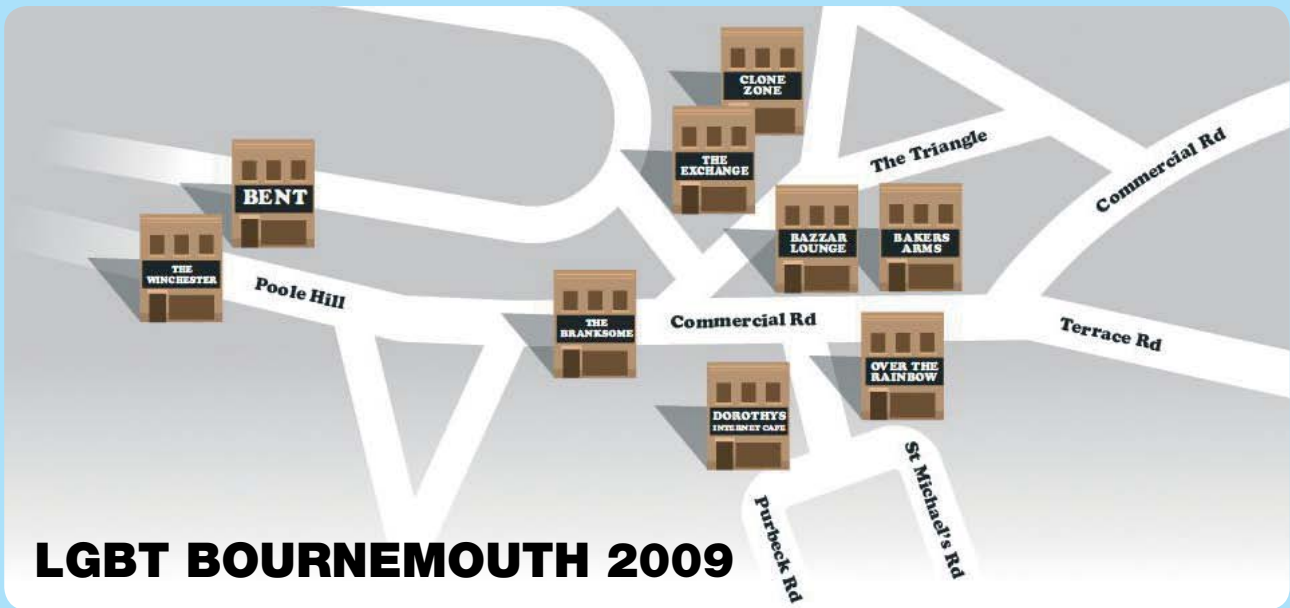 CLONE
ZONE
THE
EXCHANGE
The Triangle
Commercial Rd
BENT
BAZZAR
LOUNGE
BAKERS
ARMS
THE
WINCHESTER
Poole Hill
THE
BRANKSOME
Commercial Rd
Terrace Rd
OVER THE
RAINBOW
DOROTHYS
INTERNET CAFE
St Michael's Rd
Purbeck Rd
LGBT BOURNEMOUTH 2009